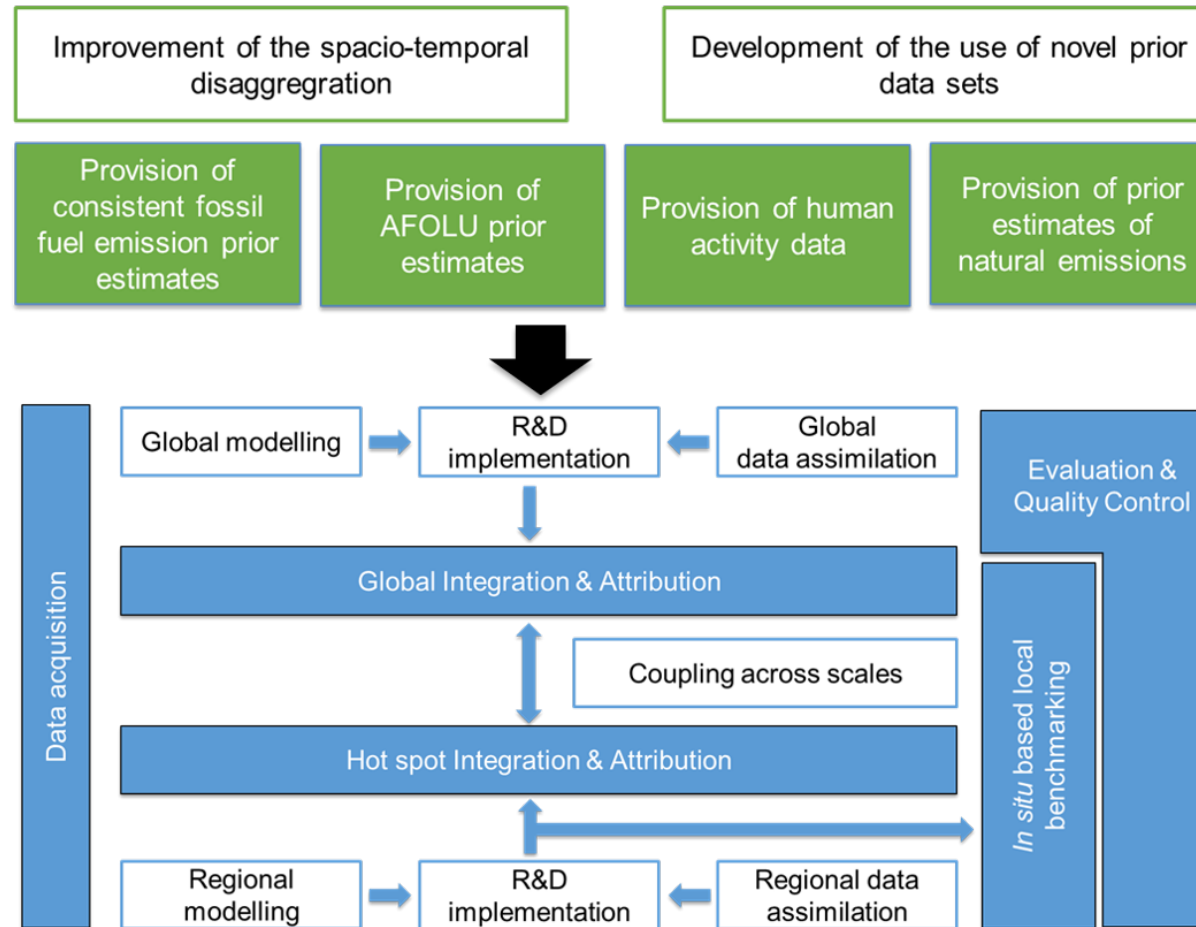 Improvement of the spacio-temporal
disaggregration
Development of the use of novel prior
data sets
Provision of
consistent fossil
fuel emission prior
estimates
Provision of
AFOLU prior
estimates
Provision of human
activity data
Provision of prior
estimates of
natural emissions
Data acquisition
Global modelling
R&D
implementation
Global
data assimilation
Evaluation &
Quality Control
Global Integration & Attribution
Coupling across scales
Hot spot Integration & Attribution
In situ based local
benchmarking
Regional
modelling
R&D
implementation
Regional data
assimilation